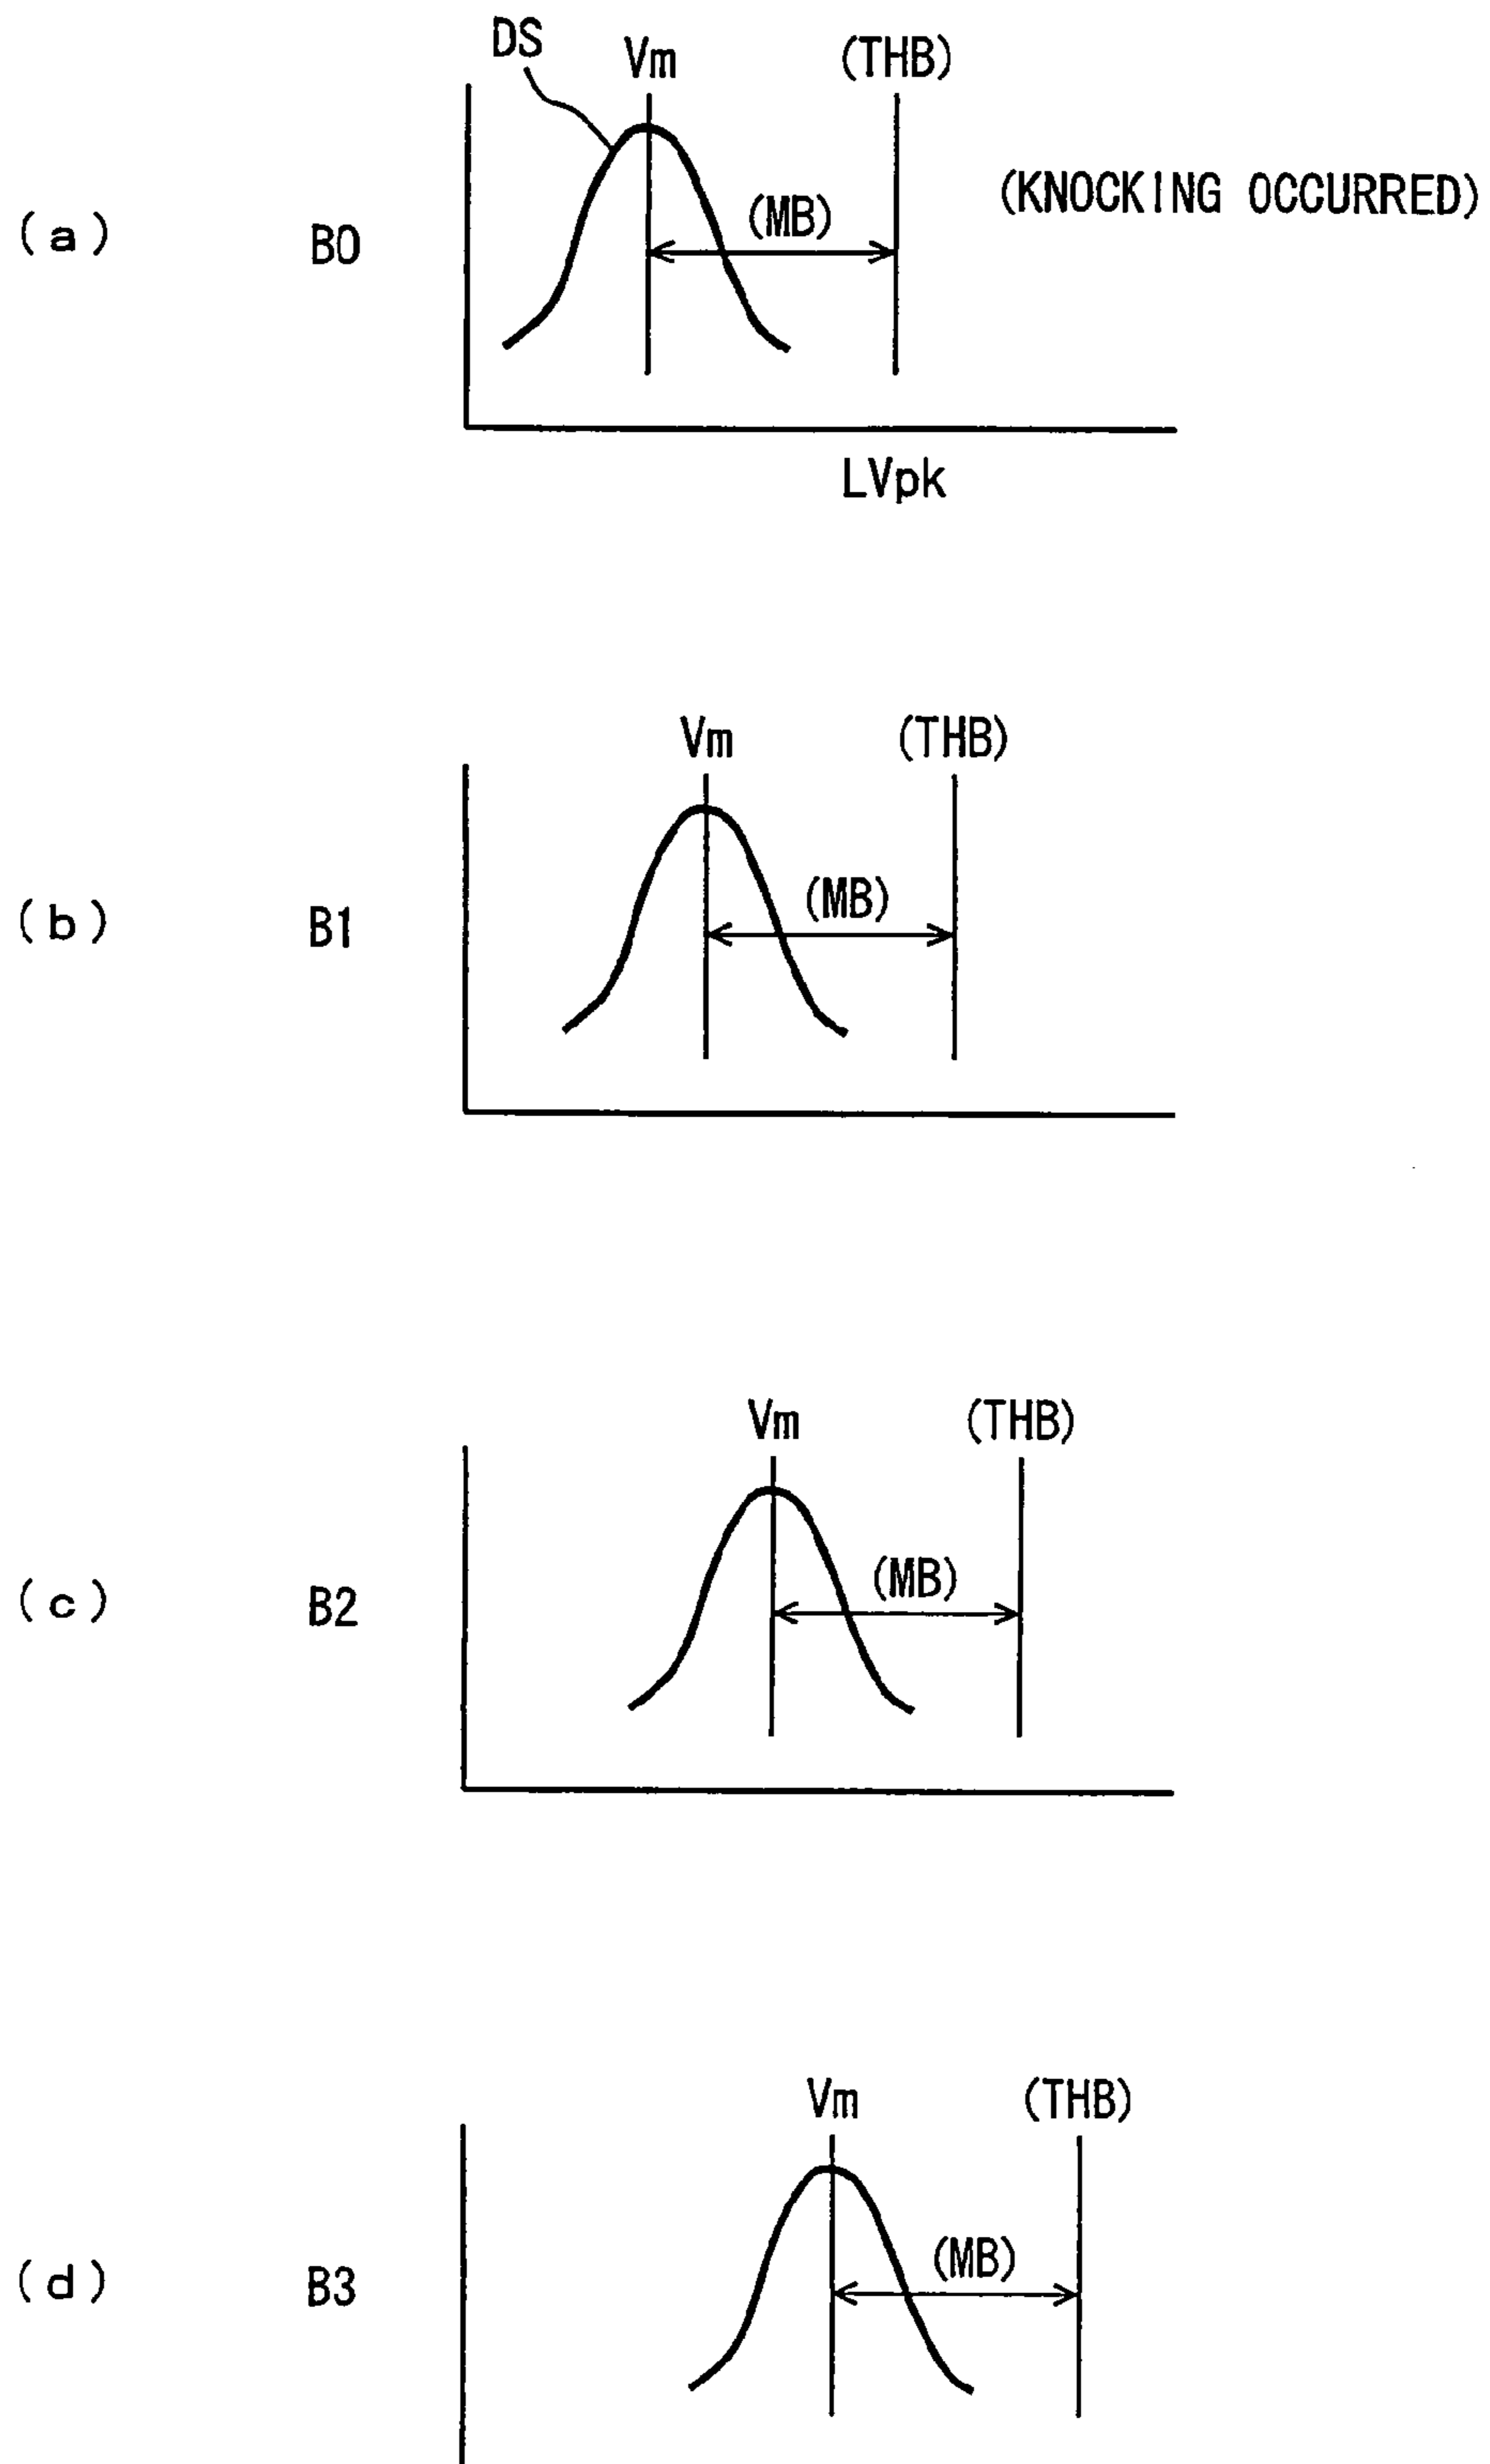 DS
Vm
(THB)
(a)
B0
(MB)
(KNOCKING OCCURRED)
LVpk
Vm
(THB)
(b)
B1
(MB)
Vm
(THB)
(c)
B2
(MB)
Vm
(THB)
(d)
B3
(MB)